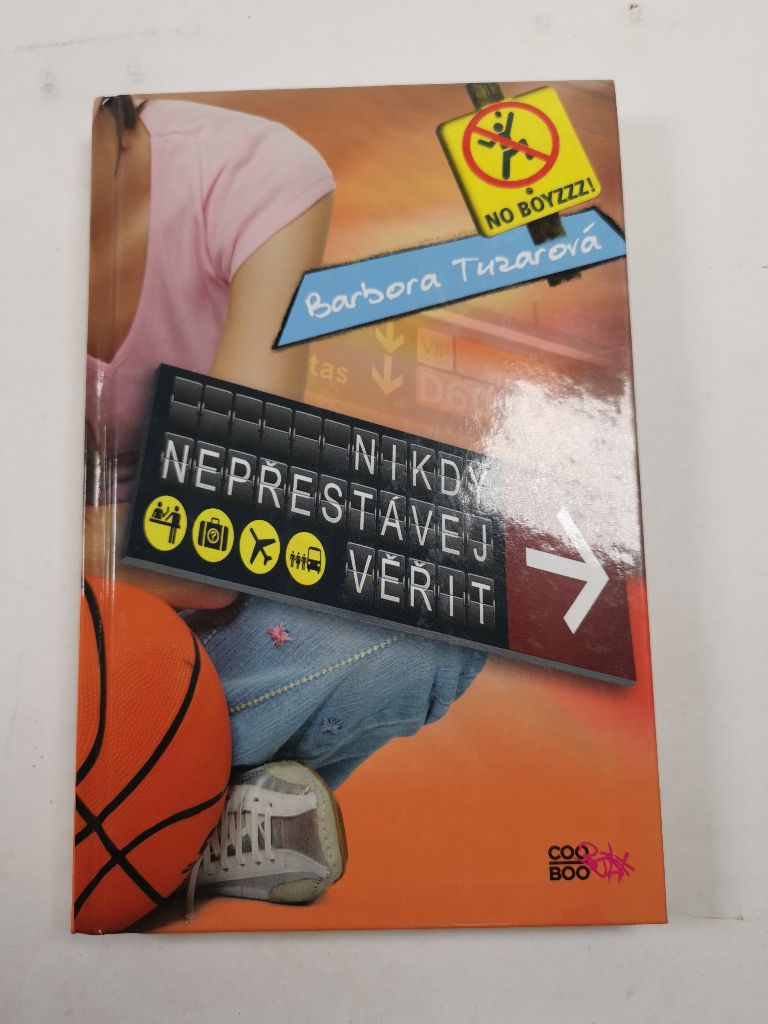 NO BOYZZZ!
Barbora Tuzarová
VIP
tas
NIKDY
NEPŘESTÁVEJ
VĚŘIT
COO
BOO